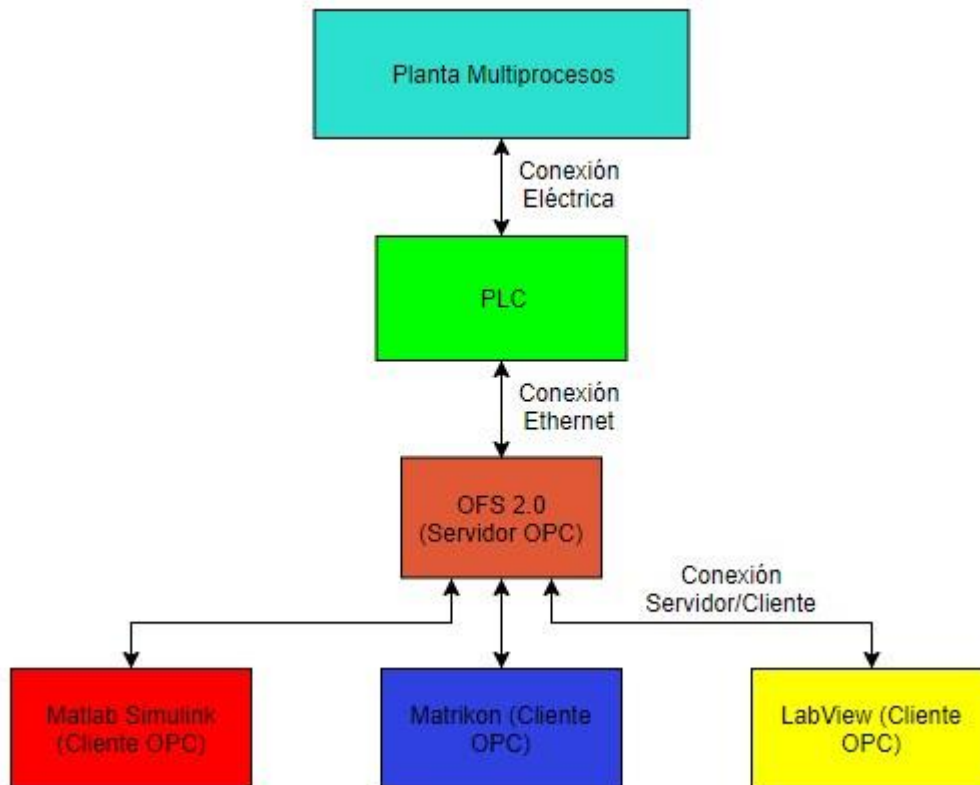 Planta Multiprocesos
Conexión
Eléctrica
PLC
Conexión
Ethernet
OFS 2.0
(Servidor OPC)
Conexión
Servidor/Cliente
Matlab Simulink
(Cliente OPC)
Matrikon (Cliente
OPC)
LabView (Cliente
OPC)